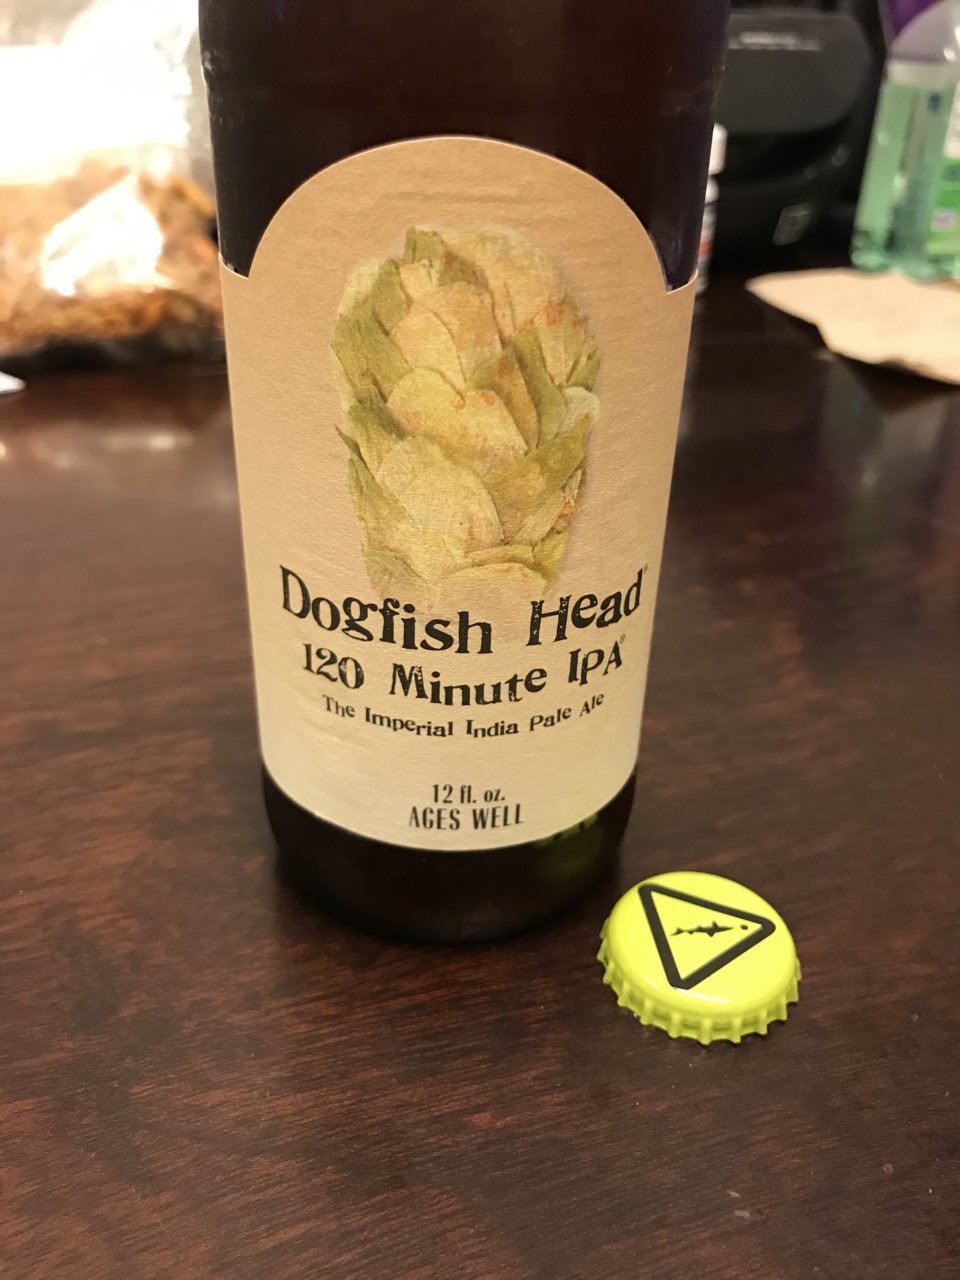 Dogfish Head®
120 Minute IPA®
The Imperial India Pale Ale
12 fl. oz.
AGES WELL